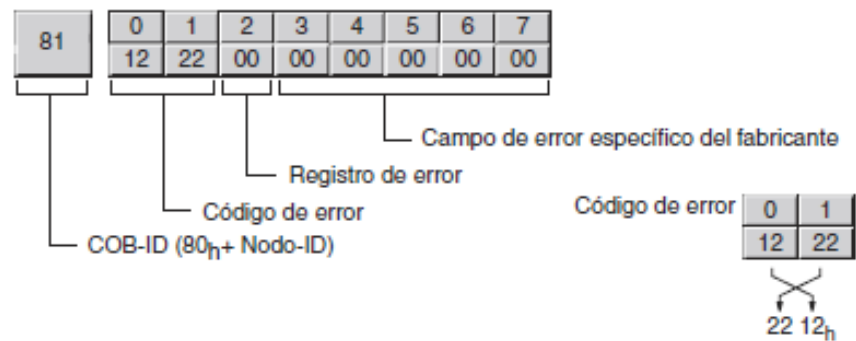 81
0 1 2 3 4 5 6 7
12 22 00 00 00 00 00 00
Campo de error específico del fabricante
Registro de error
Código de error
COB-ID (80h+ Nodo-ID)
Código de error 0 1
12 22
22 12h